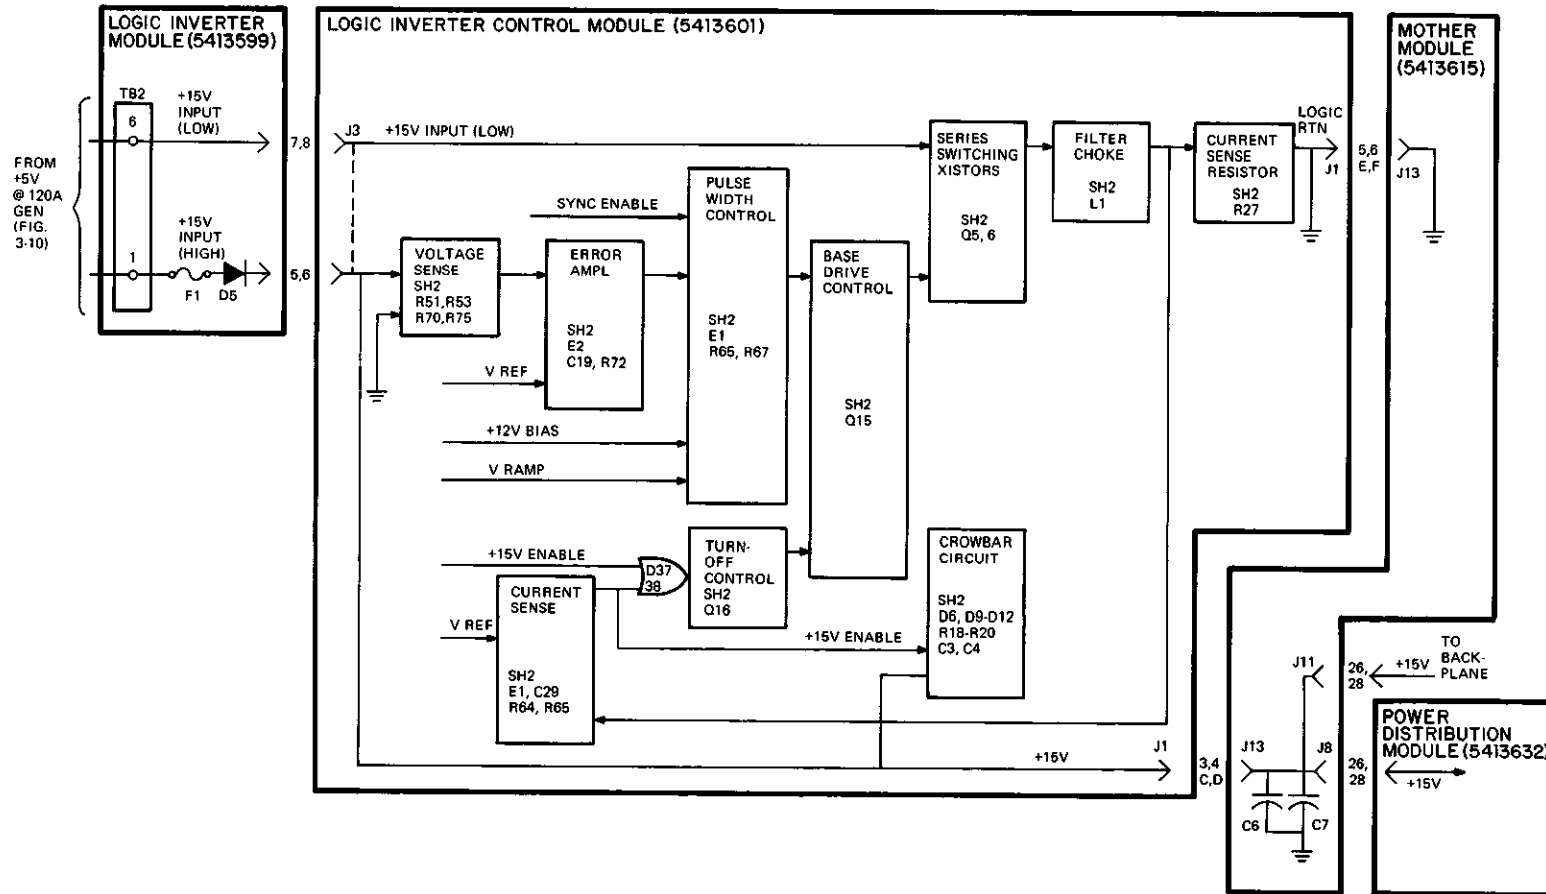 LOGIC INVERTER
MODULE (5413599)
TB2
6
+15V
INPUT
(LOW)
FROM
+5V
@ 120A
GEN
(FIG.
3-10)
+15V
INPUT
(HIGH)
1
F1
D5
7,8
5,6
LOGIC INVERTER CONTROL MODULE (5413601)
J3
+15V INPUT (LOW)
SYNC ENABLE
VOLTAGE
SENSE
SH2
R51,R53
R70,R75
ERROR
AMPL
SH2
E2
C19, R72
V REF
+12V BIAS
V RAMP
PULSE
WIDTH
CONTROL
SH2
E1
R65, R67
BASE
DRIVE
CONTROL
SH2
Q15
SERIES
SWITCHING
XISTORS
SH2
Q5, 6
FILTER
CHOKE
SH2
L1
CURRENT
SENSE
RESISTOR
SH2
R27
LOGIC
RTN
J1
5,6
E,F
J13
MOTHER
MODULE
(5413615)
+15V ENABLE
D37
38
TURN-
OFF
CONTROL
SH2
Q16
CURRENT
SENSE
SH2
E1, C29
R64, R65
V REF
+15V ENABLE
CROWBAR
CIRCUIT
SH2
D6, D9-D12
R18-R20
C3, C4
+15V
J1
3,4
C,D
J13
J8
C6
C7
J11
26,
28
+15V
TO
BACK-
PLANE
26,
28
POWER
DISTRIBUTION
MODULE (5413632)
+15V